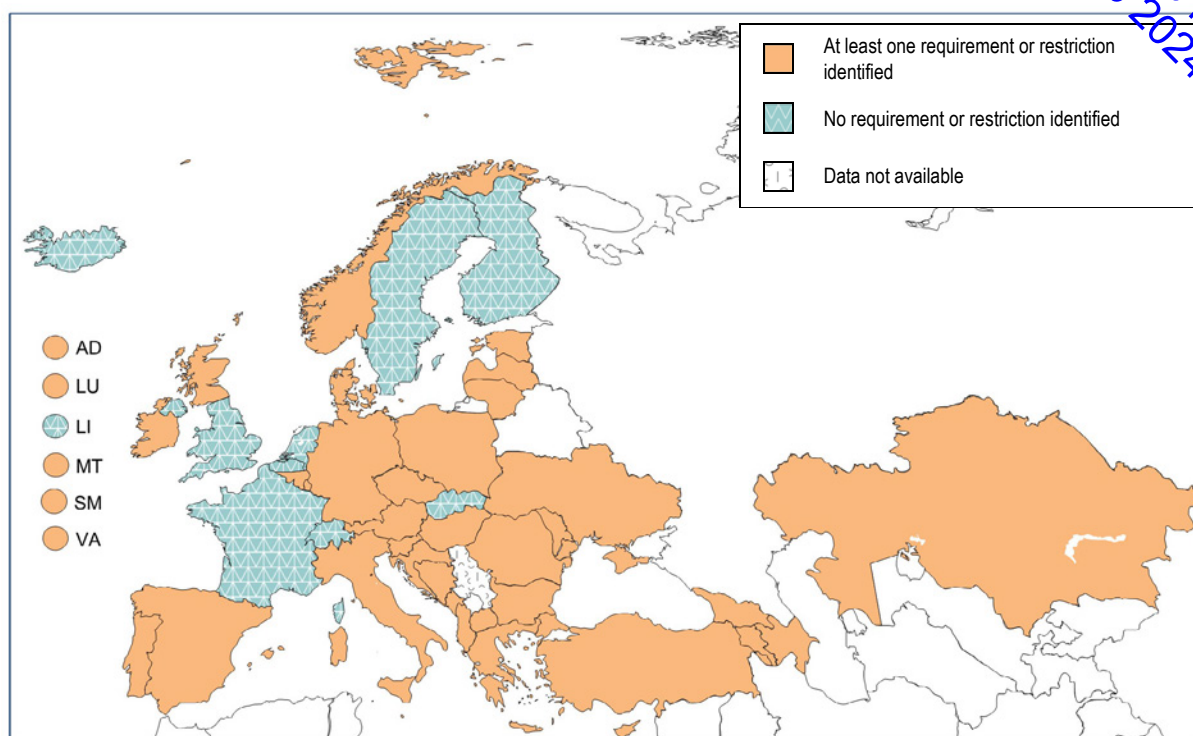 2024
At least one requirement or restriction
identified
No requirement or restriction identified
Data not available
AD
LU
LI
MT
SM
VA